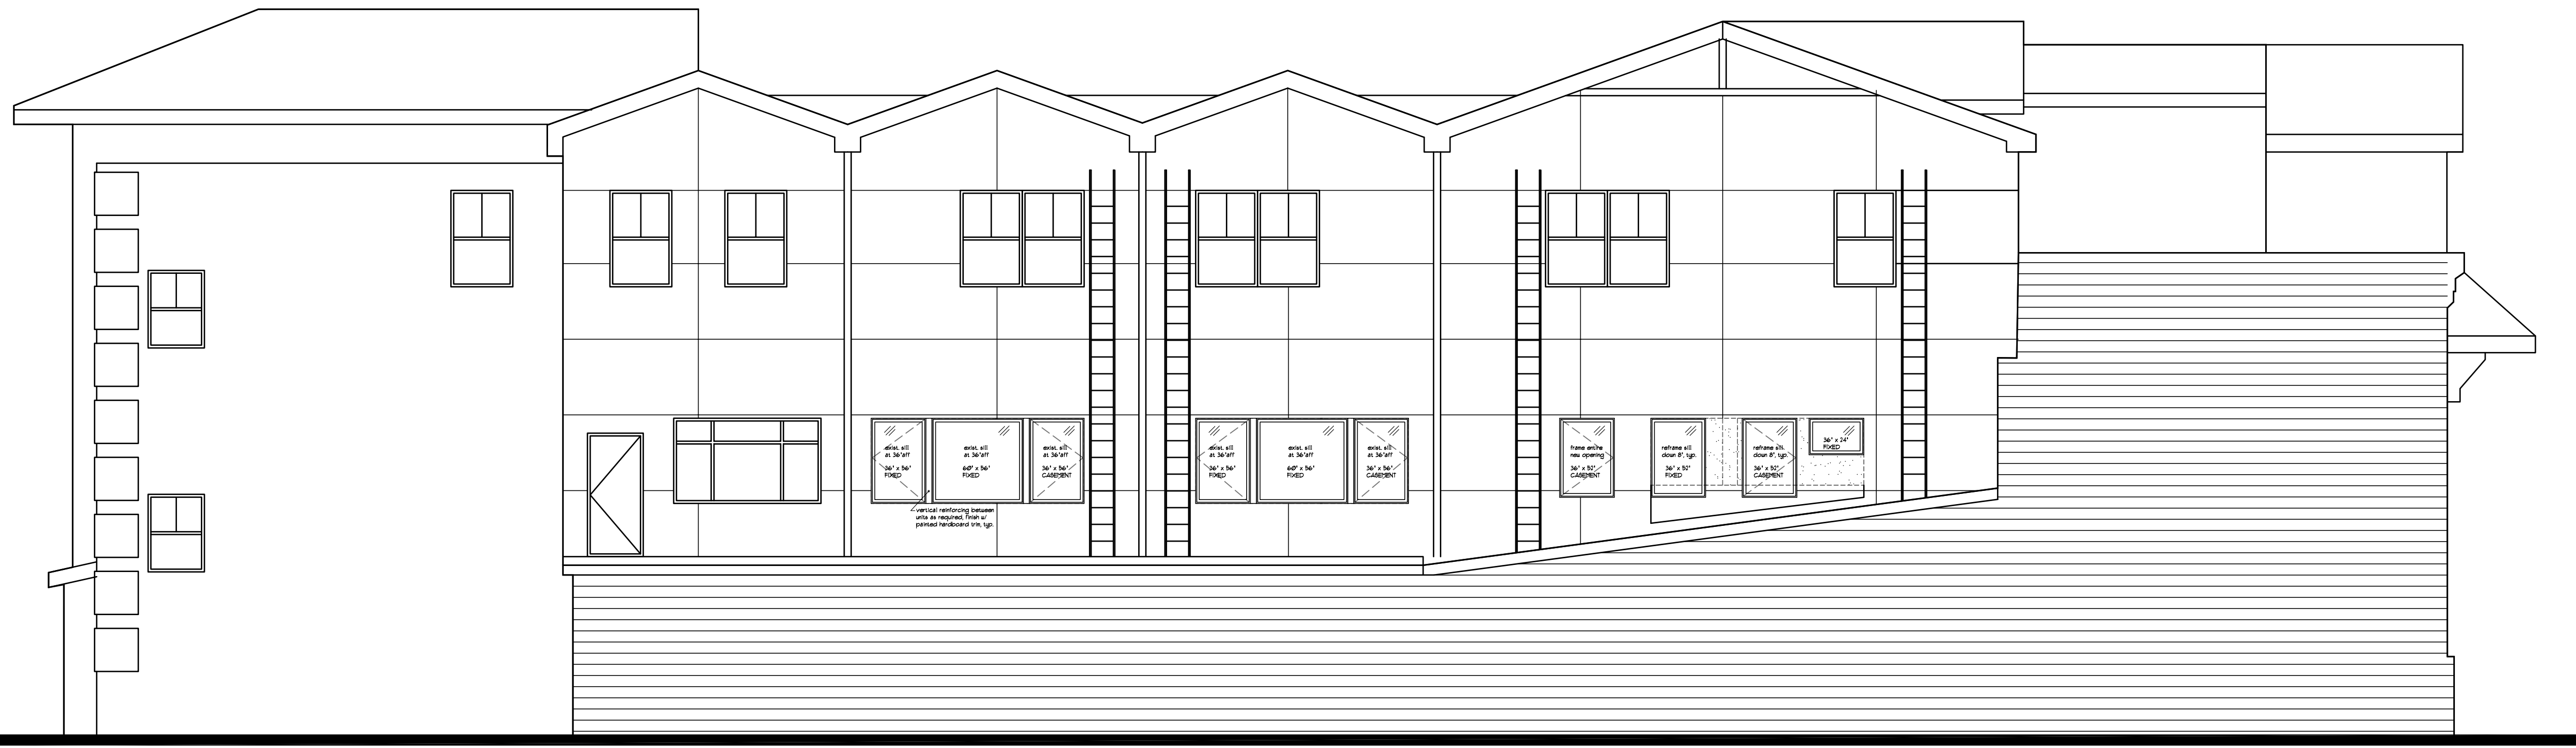 exist. sill
at 36"aff
36" x 56"
FIXED
exist. sill
at 36"aff
60" x 56"
FIXED
exist. sill
at 36"aff
36" x 56"
CASEMENT
vertical reinforcing between
units as required, finish w/
painted hardboard trim, typ.
exist. sill
at 36"aff
36" x 56"
FIXED
exist. sill
at 36"aff
60" x 56"
FIXED
exist. sill
at 36"aff
36" x 56"
CASEMENT
frame entire
new opening
36" x 52"
CASEMENT
reframe sill
down 8", typ.
36" x 52"
FIXED
reframe sill
down 8", typ.
36" x 52"
CASEMENT
36" x 24"
FIXED